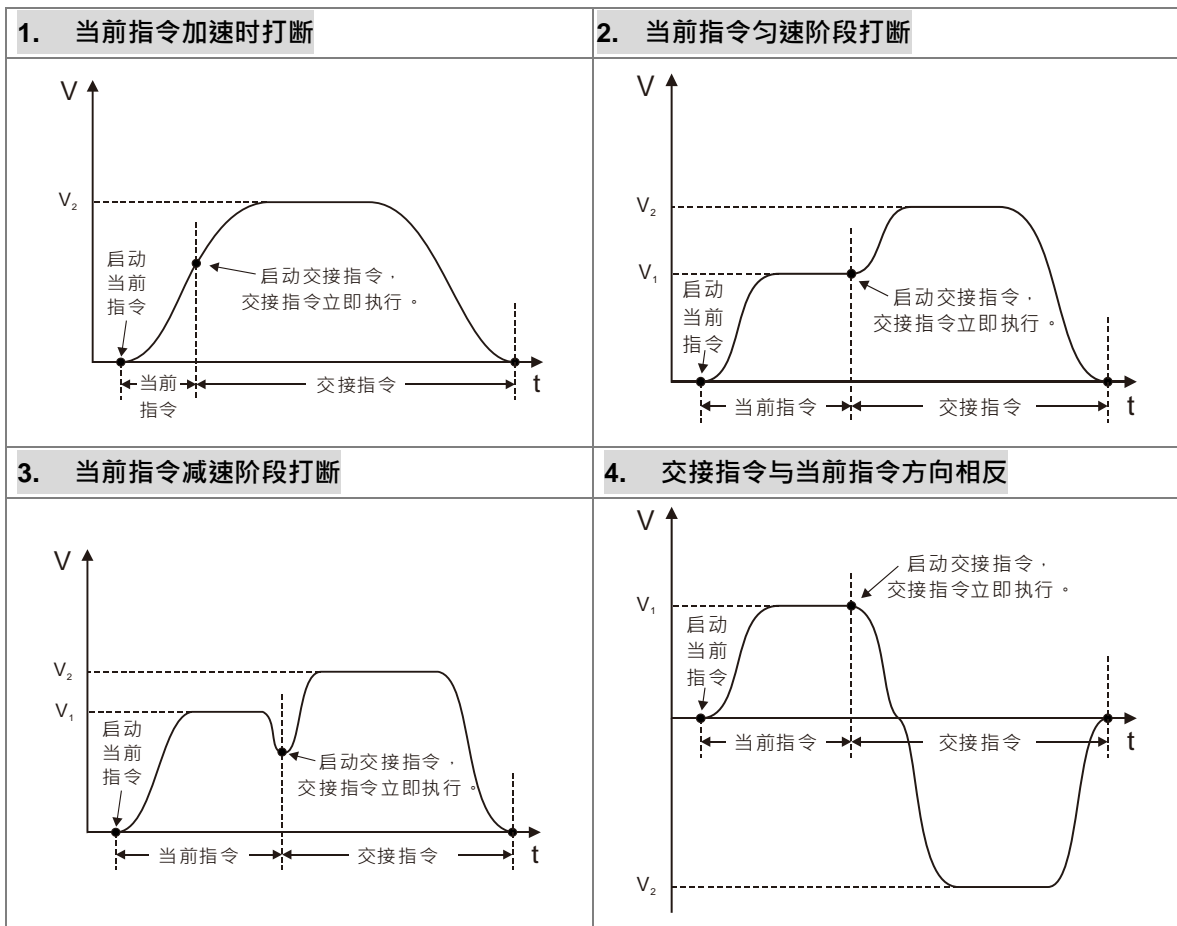 1. 当前指令加速时打断
2. 当前指令匀速阶段打断
V
V₂
启动
当前
指令
启动交接指令，
交接指令立即执行。
当前
指令
交接指令
t
V
V₂
V₁
启动
当前
指令
启动交接指令，
交接指令立即执行。
当前指令
交接指令
t
3. 当前指令减速阶段打断
4. 交接指令与当前指令方向相反
V
V₂
V₁
启动
当前
指令
启动交接指令，
交接指令立即执行。
当前指令
交接指令
t
V
V₁
启动
当前
指令
启动交接指令，
交接指令立即执行。
当前指令
交接指令
t
V₂